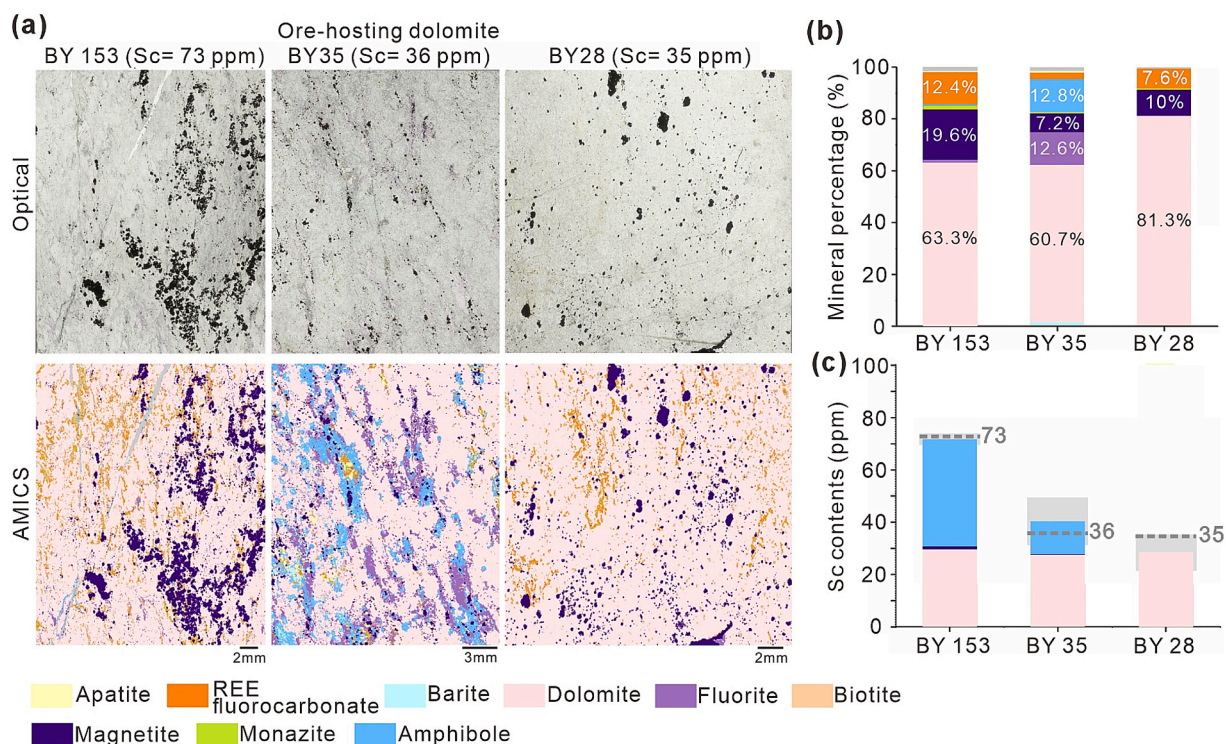 (a)
Ore-hosting dolomite
BY 153 (Sc= 73 ppm)
BY35 (Sc= 36 ppm)
BY28 (Sc= 35 ppm)
Optical
AMICS
2mm
3mm
2mm
(b)
Mineral percentage (%)
100
80
60
40
20
0
12.4%
19.6%
63.3%
12.8%
7.2%
12.6%
60.7%
7.6%
10%
81.3%
BY 153
BY 35
BY 28
(c)
Sc contents (ppm)
100
80
60
40
20
0
73
36
35
BY 153
BY 35
BY 28
Apatite
REE
fluorocarbonate
Barite
Dolomite
Fluorite
Biotite
Magnetite
Monazite
Amphibole